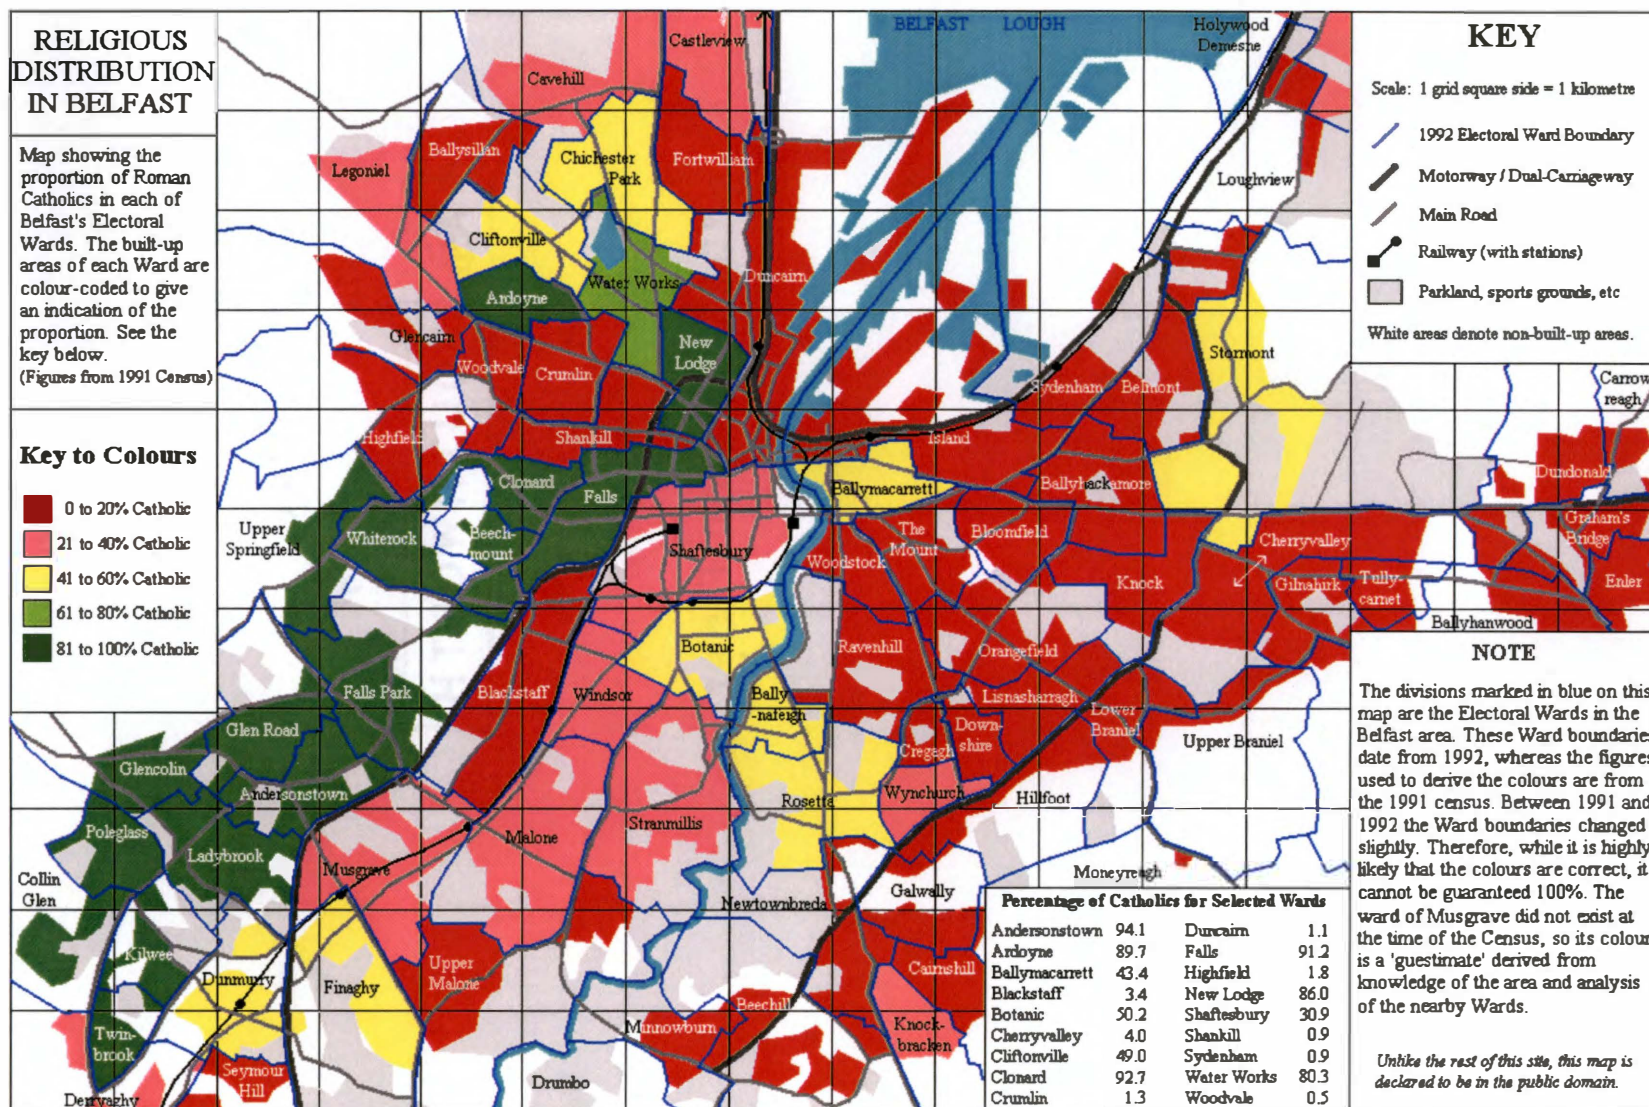 RELIGIOUS
DISTRIBUTION
IN BELFAST
Map showing the
proportion of Roman
Catholics in each of
Belfast's Electoral
Wards. The built-up
areas of each Ward are
colour-coded to give
an indication of the
proportion. See the
key below.
(Figures from 1991 Census)
Key to Colours
0 to 20% Catholic
21 to 40% Catholic
41 to 60% Catholic
61 to 80% Catholic
81 to 100% Catholic
BELFAST LOUGH
Castleview
Cavehill
Holywood
Demesne
Ballysillan
Legoniel
Chichester
Park
Fortwilliam
Loughview
Cliftonville
Water Works
Duncairn
Ardoyne
Glencairn
Woodvale
Crumlin
New
Lodge
Stormont
Sydenham
Belmont
Highfield
Shankill
Island
Clonard
Falls
Ballymacarrett
Ballyhackamore
Carrow
reagh
Dundonald
Upper
Springfield
Whiterock
Beech-
mount
Shaftesbury
Woodstock
The
Mount
Bloomfield
Cherryvalley
Graham's
Bridge
Knock
Gilnahirk
Tully-
carnet
Enler
Ballyhanwood
Botanic
Ravenhill
Orangefield
Falls Park
Blackstaff
Windsor
Bally
-nafeigh
Lisnasharragh
Lower
Braniel
Glen Road
Cregagh
Down-
shire
Upper Braniel
Glencolin
Andersonstown
Rosetta
Wynchurch
Hillfoot
Poleglass
Ladybrook
Musgrave
Malone
Stranmillis
Collin
Glen
Moneyreagh
Galwally
Newtownbreda
Kilwee
Dunmurry
Finaghy
Upper
Malone
Cairnshill
Beechill
Minnowburn
Knock-
bracken
Twin-
brook
Seymour
Hill
Drumbo
Derryaghy
KEY
Scale: 1 grid square side = 1 kilometre
1992 Electoral Ward Boundary
Motorway / Dual-Carriageway
Main Road
Railway (with stations)
Parkland, sports grounds, etc
White areas denote non-built-up areas.
Percentage of Catholics for Selected Wards
Andersonstown 94.1 Duncairn 1.1
Ardoyne 89.7 Falls 91.2
Ballymacarrett 43.4 Highfield 1.8
Blackstaff 3.4 New Lodge 86.0
Botanic 50.2 Shaftesbury 30.9
Cherryvalley 4.0 Shankill 0.9
Cliftonville 49.0 Sydenham 0.9
Clonard 92.7 Water Works 80.3
Crumlin 1.3 Woodvale 0.5
NOTE
The divisions marked in blue on this
map are the Electoral Wards in the
Belfast area. These Ward boundaries
date from 1992, whereas the figures
used to derive the colours are from
the 1991 census. Between 1991 and
1992 the Ward boundaries changed
slightly. Therefore, while it is highly
likely that the colours are correct, it
cannot be guaranteed 100%. The
ward of Musgrave did not exist at
the time of the Census, so its colour
is a 'guestimate' derived from
knowledge of the area and analysis
of the nearby Wards.
Unlike the rest of this site, this map is
declared to be in the public domain.